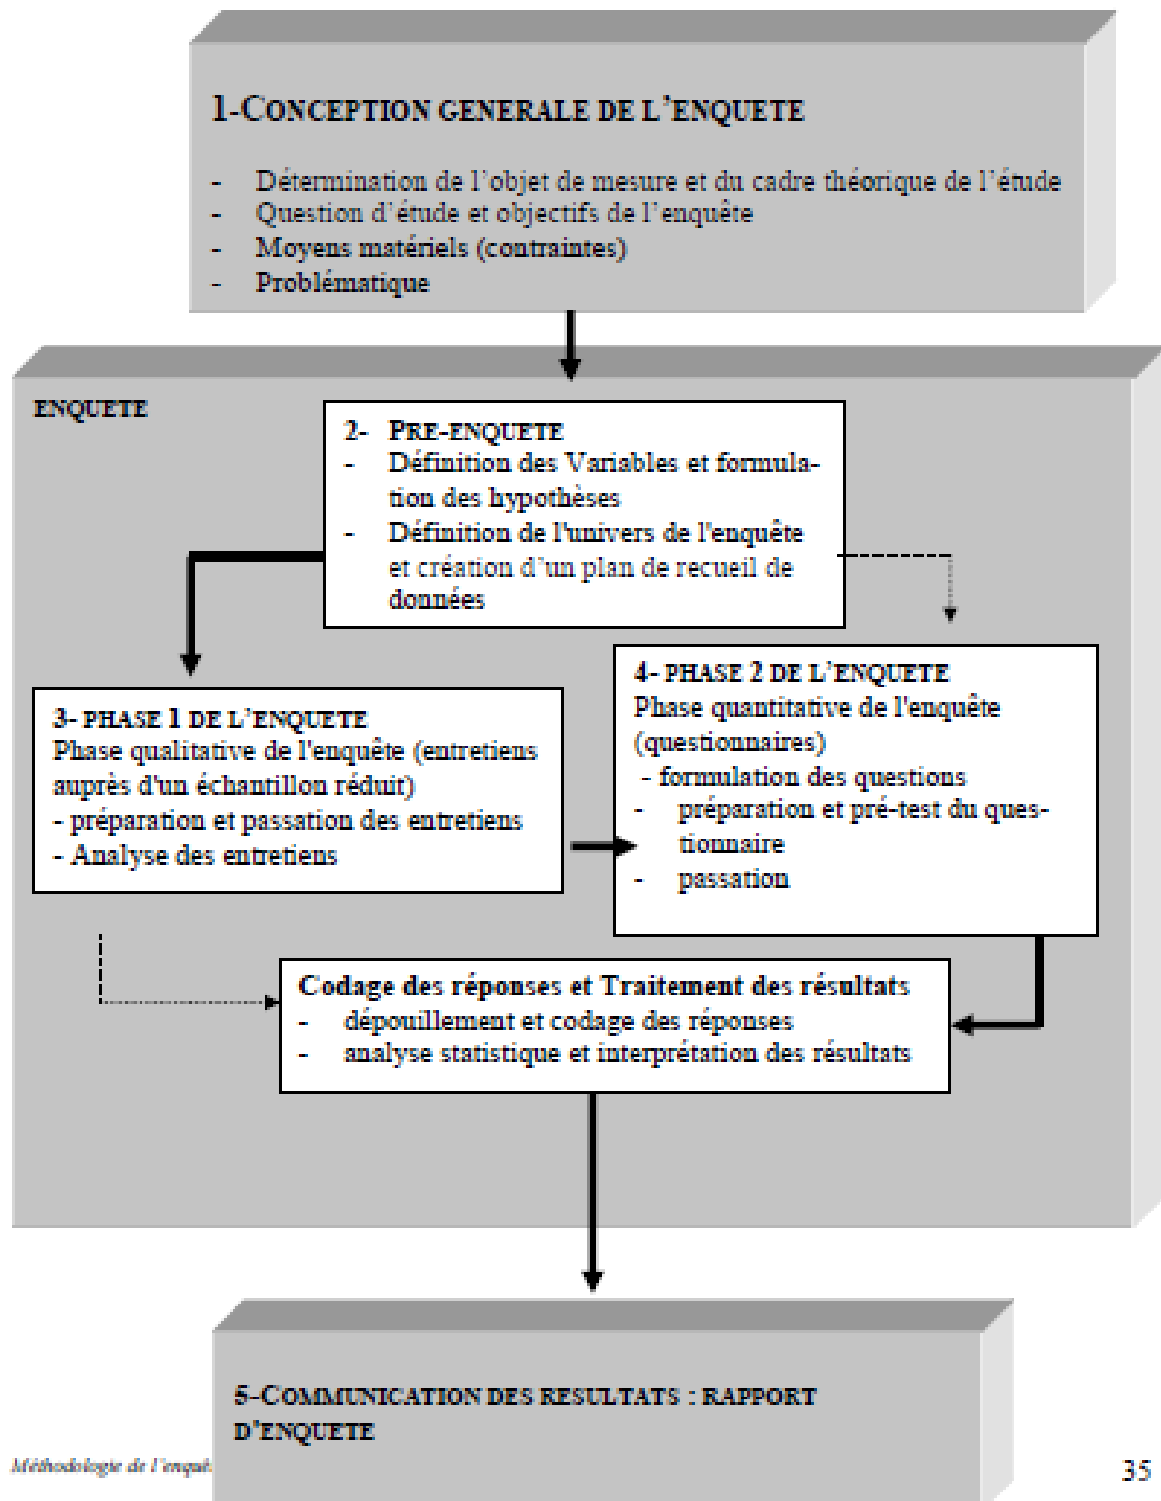 1-CONCEPTION GENERALE DE L’ENQUETE
- Détermination de l’objet de mesure et du cadre théorique de l’étude
- Question d’étude et objectifs de l’enquête
- Moyens matériels (contraintes)
- Problématique
ENQUETE
2- PRE-ENQUETE
- Définition des Variables et formula-
tion des hypothèses
- Définition de l'univers de l'enquête
et création d’un plan de recueil de
données
3- PHASE 1 DE L’ENQUETE
Phase qualitative de l'enquête (entretiens
auprès d'un échantillon réduit)
- préparation et passation des entretiens
- Analyse des entretiens
4- PHASE 2 DE L’ENQUETE
Phase quantitative de l'enquête
(questionnaires)
- formulation des questions
- préparation et pré-test du ques-
tionnaire
- passation
Codage des réponses et Traitement des résultats
- dépouillement et codage des réponses
- analyse statistique et interprétation des résultats
5-COMMUNICATION DES RESULTATS : RAPPORT
D’ENQUETE
Méthodologie de l’enquê
35